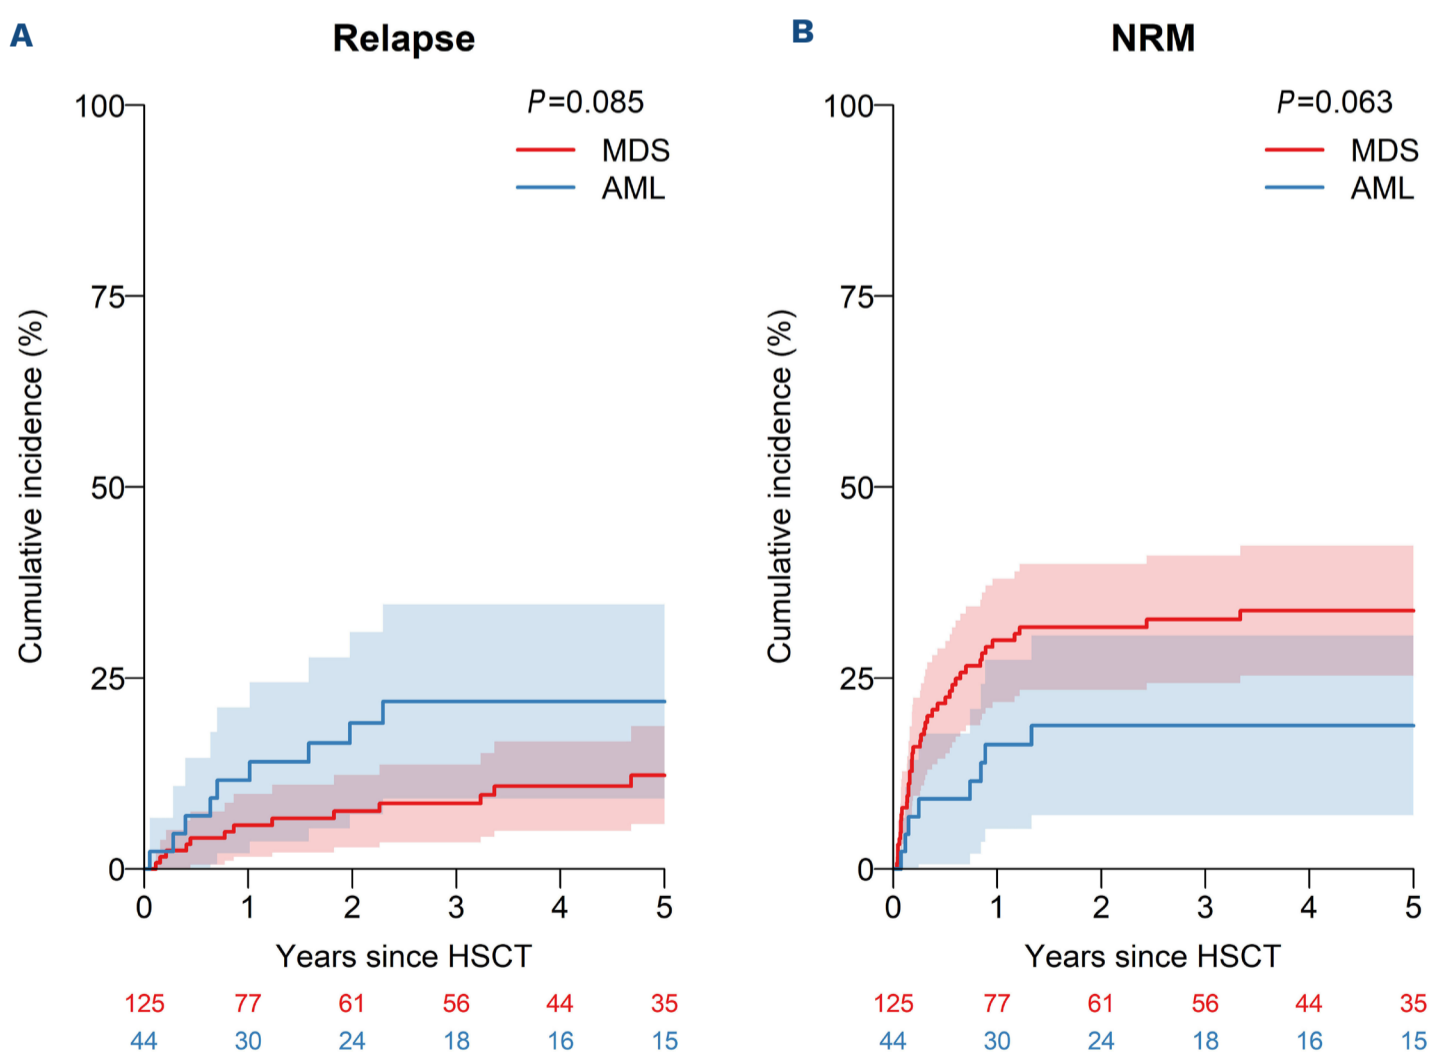 A
Relapse
P=0.085
MDS
AML
100
75
50
25
0
Cumulative incidence (%)
0 1 2 3 4 5
Years since HSCT
125 77 61 56 44 35
44 30 24 18 16 15
B
NRM
P=0.063
MDS
AML
100
75
50
25
0
Cumulative incidence (%)
0 1 2 3 4 5
Years since HSCT
125 77 61 56 44 35
44 30 24 18 16 15